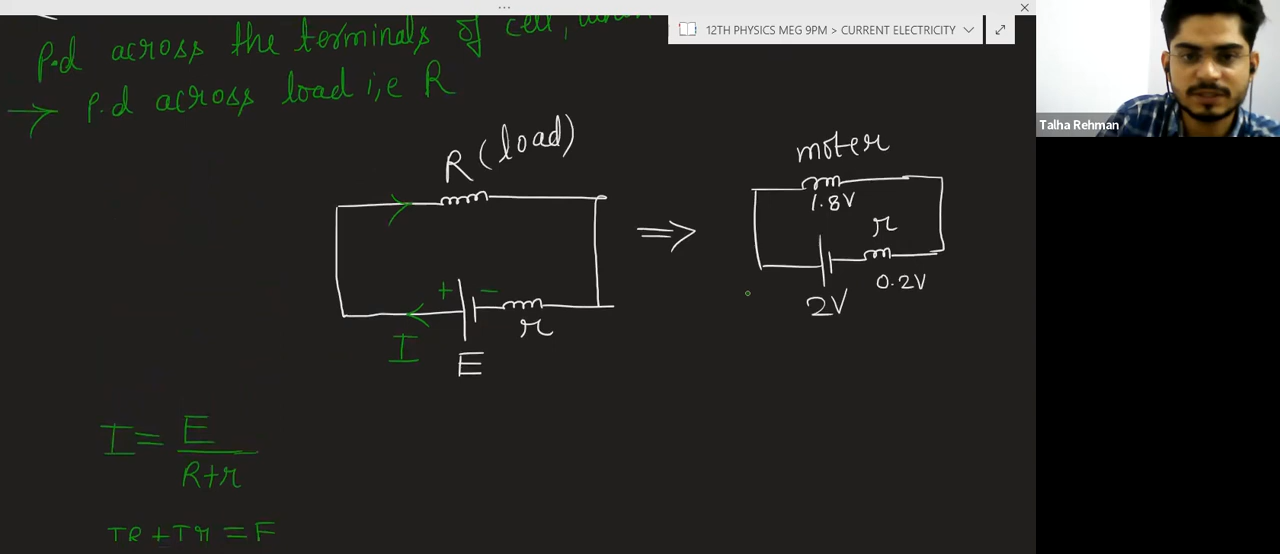 P.d across the terminals of cell,
12TH PHYSICS MEG 9PM > CURRENT ELECTRICITY
→ P.d across load i,e R
Talha Rehman
R (load)
moter
1.8V
r
0.2V
⇒
+ -
2V
r
I
E
I = E
R+r
IR + Ir = E